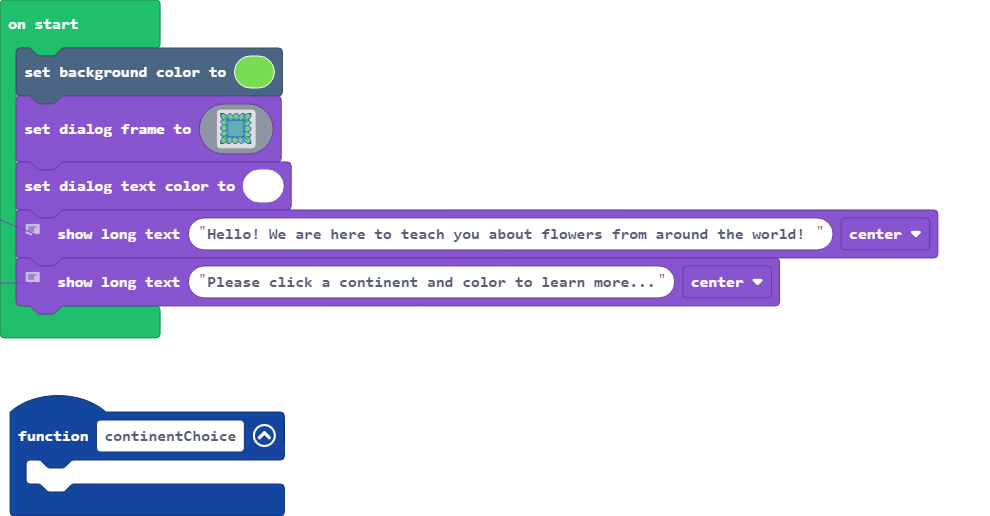 on start
set background color to
set dialog frame to
set dialog text color to
show long text "Hello! We are here to teach you about flowers from around the world! " center
show long text "Please click a continent and color to learn more..." center
function continentChoice